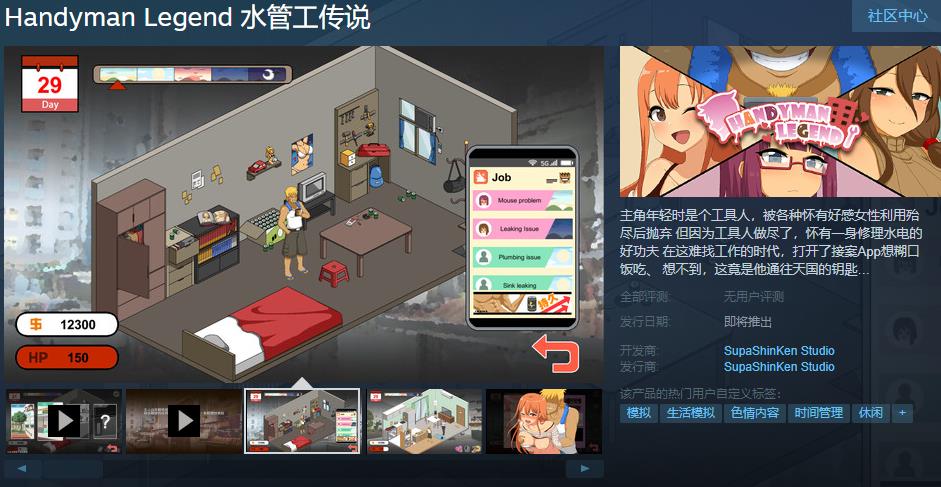 Handyman Legend 水管工传说
社区中心
29
Day
5G
Job
Mouse problem
Leaking Issue
Plumbing issue
Sink leaking
持久
12300
HP 150
HANDYMAN
LEGEND
主角年轻时是个工具人，被各种怀有好感女性利用殆
尽后抛弃 但因为工具人做尽了，怀有一身修理水电的
好功夫 在这难找工作的时代，打开了接案App想糊口
饭吃、 想不到，这竟是他通往天国的钥匙...
全部评测: 无用户评测
发行日期: 即将推出
开发商: SupaShinKen Studio
发行商: SupaShinKen Studio
该产品的热门用户自定义标签：
模拟 生活模拟 色情内容 时间管理 休闲 +